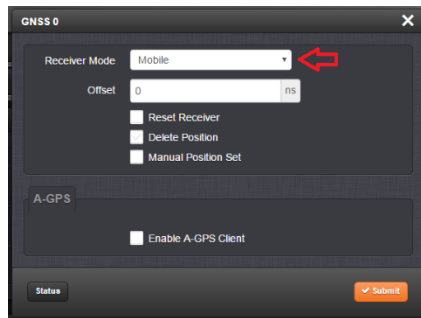 GNSS 0
Receiver Mode Mobile
Offset 0 ns
Reset Receiver
Delete Position
Manual Position Set
A-GPS
Enable A-GPS Client
Status Submit